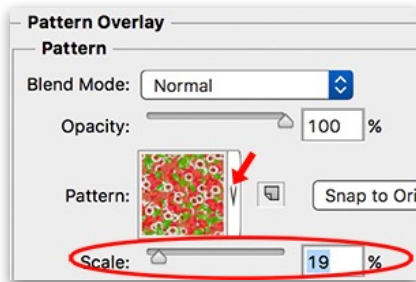 Pattern Overlay
Pattern
Blend Mode: Normal
Opacity: 100 %
Pattern: Snap to Ori
Scale: 19 %